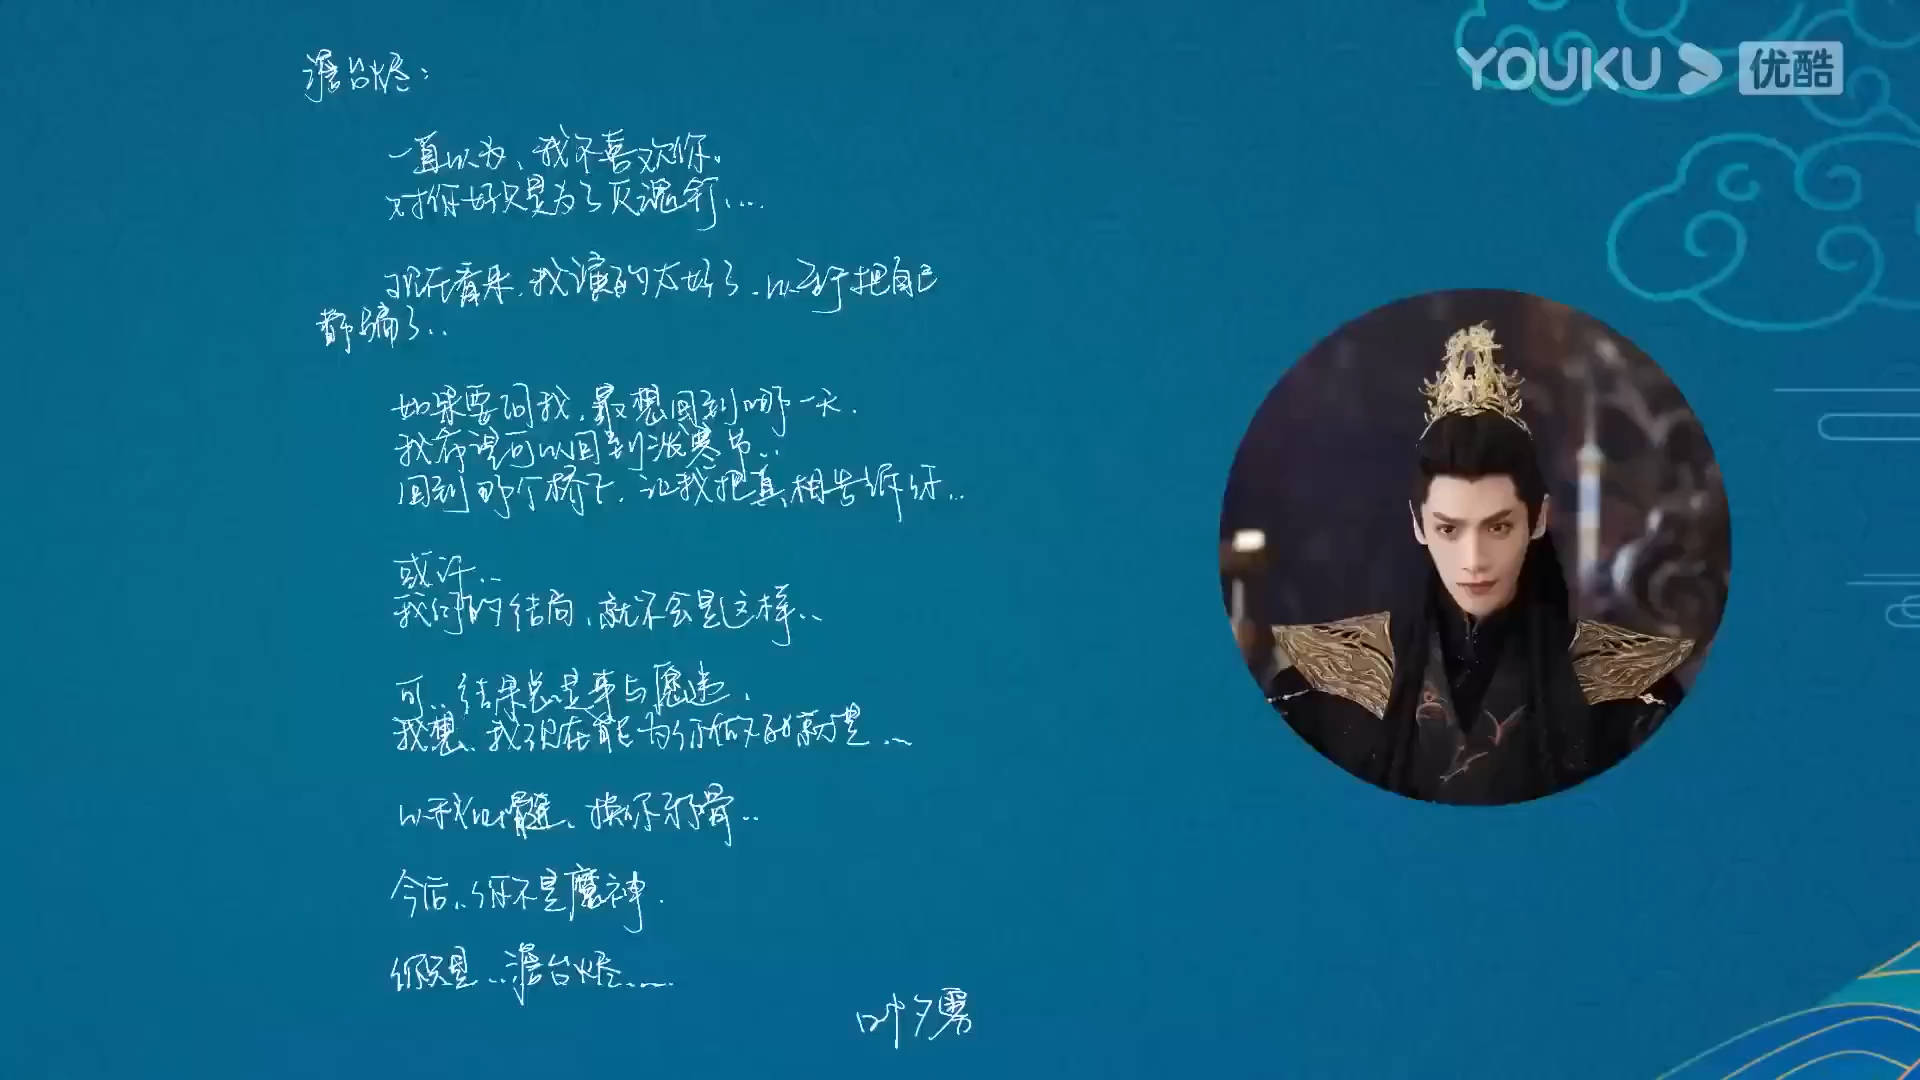 YOUKU 优酷
澹台烬：
一直以为、我不喜欢你。
对你好只是为了灭魂钉....
现在看来，我演的太好了、以至于把自己
都骗了..
如果要问我，最想回到哪一天.
我希望可以回到泼寒节..
回到那个桥下，让我把真相告诉你..
或许..
我们的结局，就不会是这样..
可..结果总是事与愿违.
我想、我现在能为你做的就是...
以我仙髓、换你邪骨..
今后、你不是魔神.
你只是..澹台烬.....
叶夕雾